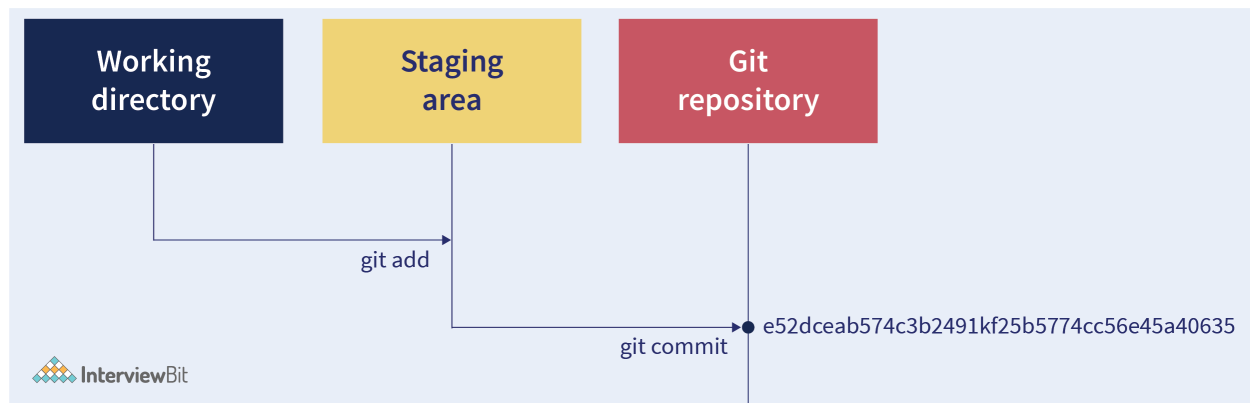 Working
directory
Staging
area
Git
repository
git add
git commit
e52dceab574c3b2491kf25b5774cc56e45a40635
InterviewBit